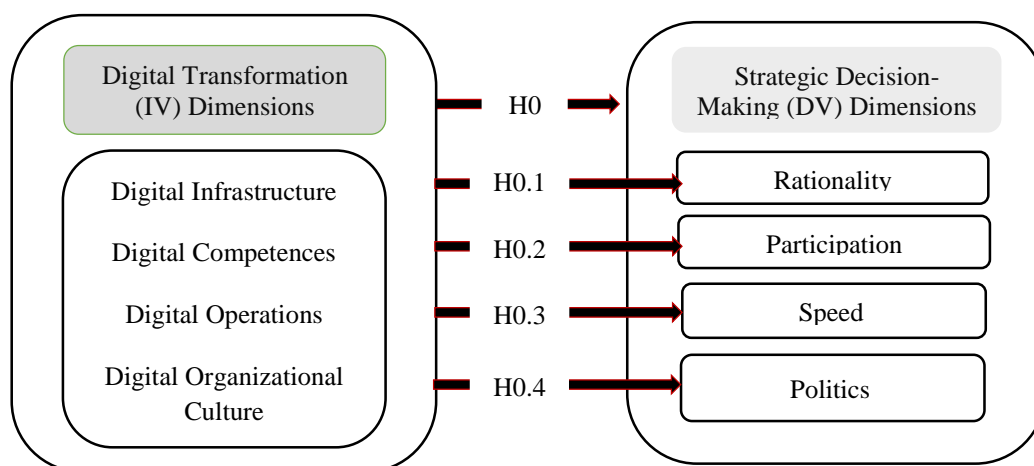 Digital Transformation
(IV) Dimensions
Digital Infrastructure
Digital Competences
Digital Operations
Digital Organizational
Culture
H0
H0.1
H0.2
H0.3
H0.4
Strategic Decision-
Making (DV) Dimensions
Rationality
Participation
Speed
Politics